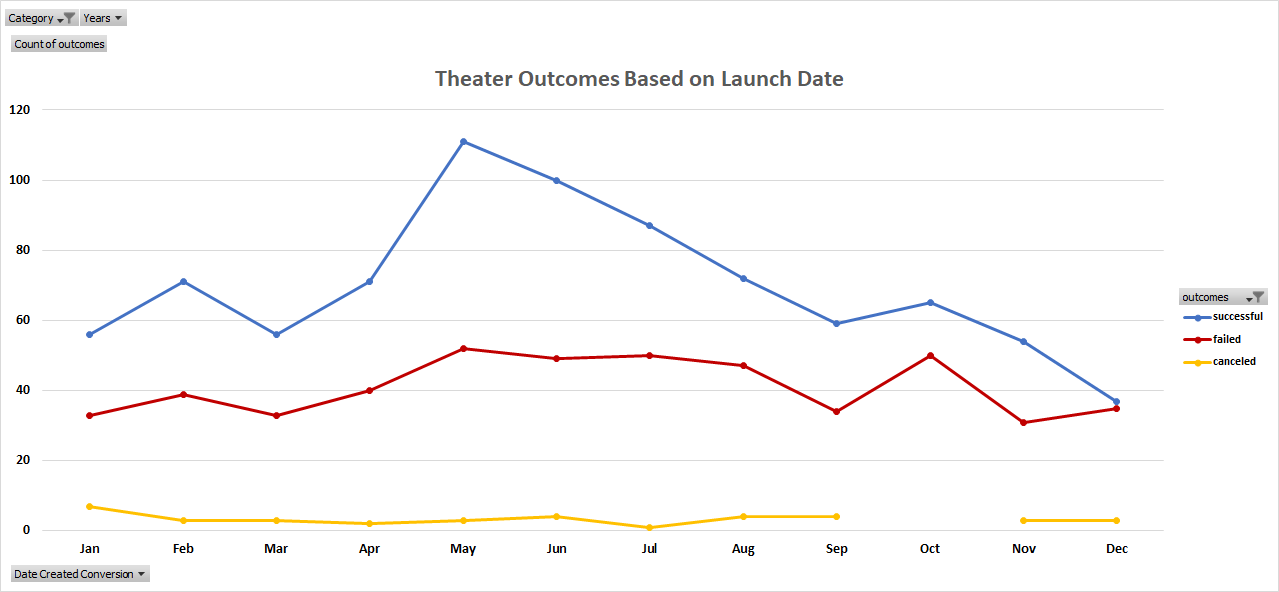 Category Years
Count of outcomes
Theater Outcomes Based on Launch Date
120
100
80
60
40
20
0
Jan Feb Mar Apr May Jun Jul Aug Sep Oct Nov Dec
outcomes
successful
failed
canceled
Date Created Conversion